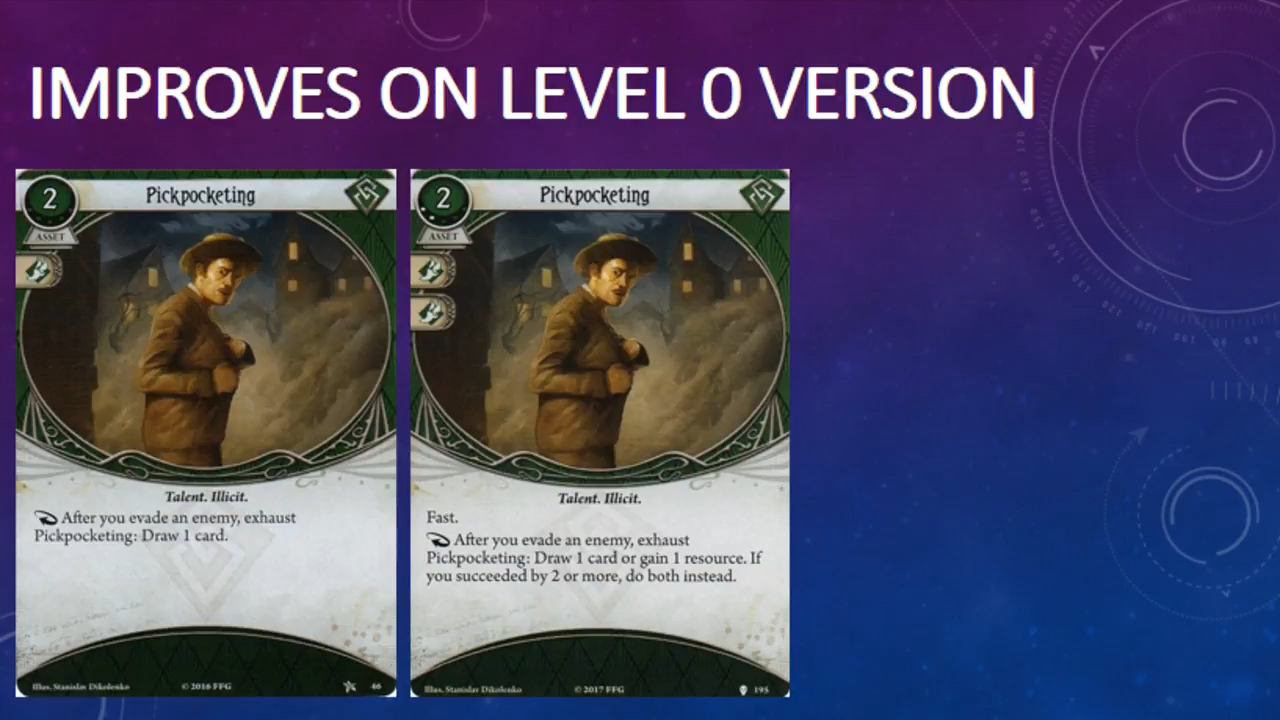 IMPROVES ON LEVEL 0 VERSION
2
Pickpocketing
ASSET
Talent. Illicit.
After you evade an enemy, exhaust
Pickpocketing: Draw 1 card.
Illus. Stanislav Dikolenko
© 2016 FFG
46
2
Pickpocketing
ASSET
Talent. Illicit.
Fast.
After you evade an enemy, exhaust
Pickpocketing: Draw 1 card or gain 1 resource. If
you succeeded by 2 or more, do both instead.
Illus. Stanislav Dikolenko
© 2017 FFG
195